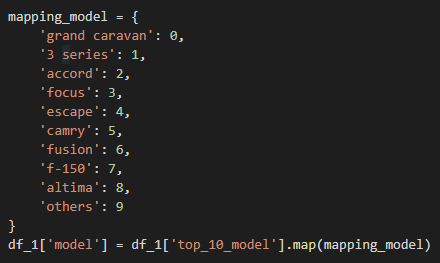 mapping_model = {
    'grand caravan': 0,
    '3 series': 1,
    'accord': 2,
    'focus': 3,
    'escape': 4,
    'camry': 5,
    'fusion': 6,
    'f-150': 7,
    'altima': 8,
    'others': 9
}
df_1['model'] = df_1['top_10_model'].map(mapping_model)